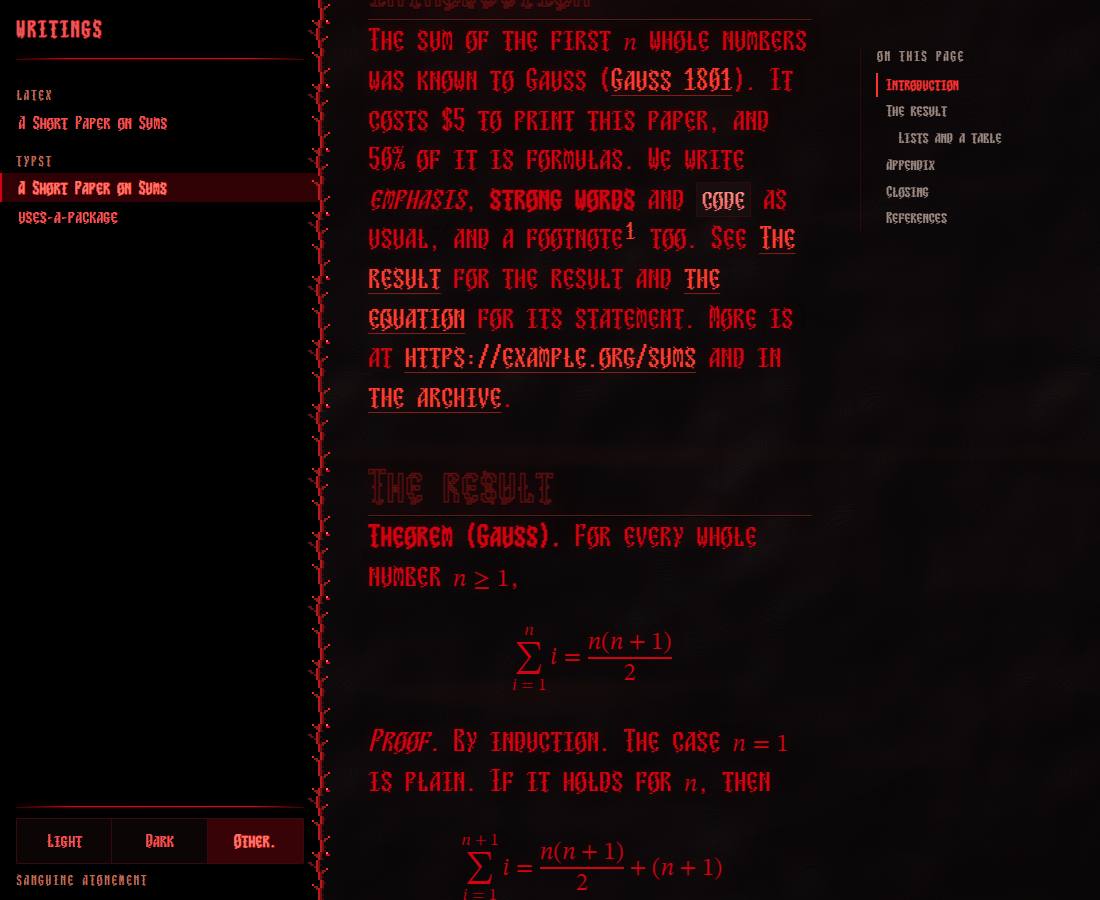 WRITINGS
LATEX
A Short Paper on Sums
TYPST
A Short Paper on Sums
uses-a-package
Light Dark Other.
SANGUINE ATONEMENT
Introduction
The sum of the first n whole numbers
was known to Gauss (Gauss 1801). It
costs $5 to print this paper, and
50% of it is formulas. We write
emphasis, strong words and code as
usual, and a footnote1 too. See The
result for the result and the
equation for its statement. More is
at https://example.org/sums and in
the archive.
The result
Theorem (Gauss). For every whole
number n ≥ 1,
n
∑ i = n(n + 1) / 2
i = 1
Proof. By induction. The case n = 1
is plain. If it holds for n, then
n + 1
∑ i = n(n + 1) / 2 + (n + 1)
i = 1
ON THIS PAGE
Introduction
The result
Lists and a table
Appendix
Closing
References